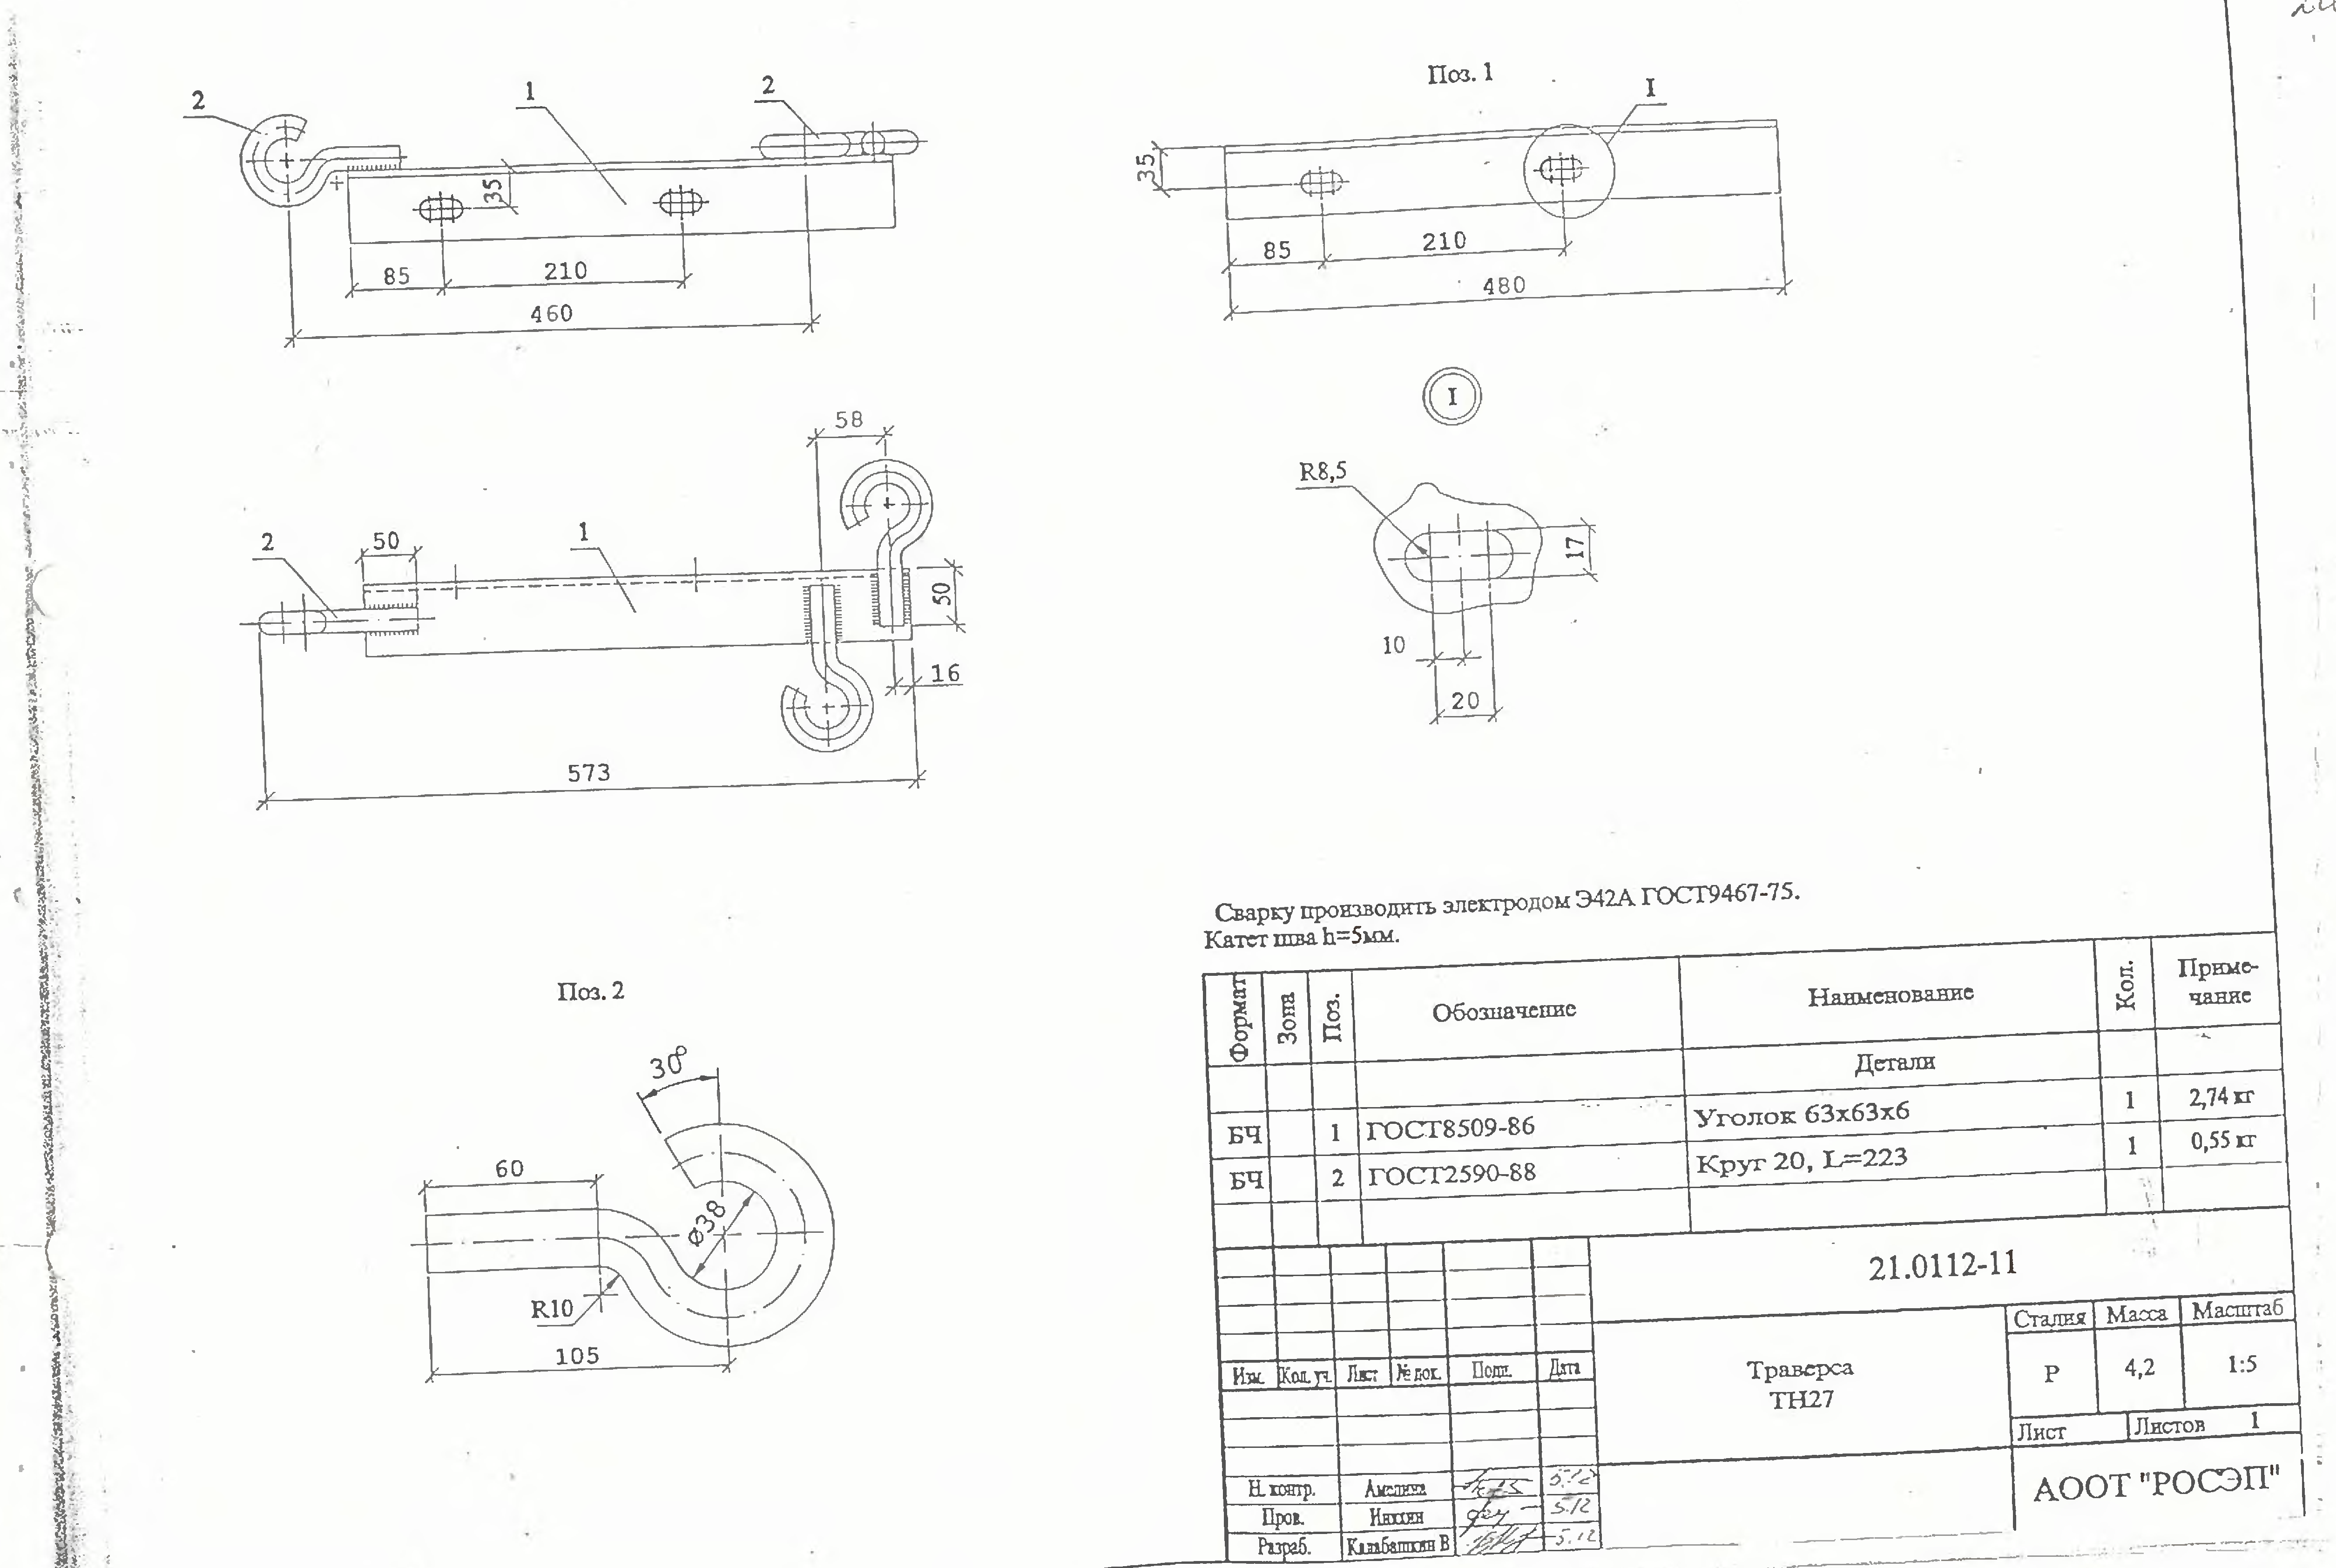 2
1
2
35
85
210
460
Поз. 1
I
35
85
210
480
I
R8,5
17
10
20
58
2
50
1
50
16
573
Поз. 2
30°
60
ø38
R10
105
Сварку производить электродом Э42А ГОСТ9467-75.
Катет шва h=5мм.
Формат Зона Поз. Обозначение Наименование Кол. Приме-
чание
Детали
БЧ 1 ГОСТ8509-86 Уголок 63х63х6 1 2,74 кг
БЧ 2 ГОСТ2590-88 Круг 20, L=223 1 0,55 кг
21.0112-11
Изм. Кол. уч. Лист № док. Подп. Дата
Траверса
ТН27
Стадия Масса Масштаб
Р 4,2 1:5
Лист Листов 1
Н. контр. Амелина 5.12
Пров. 5.12
Разраб. Калабашкин В 5.12
АООТ "РОСЭП"